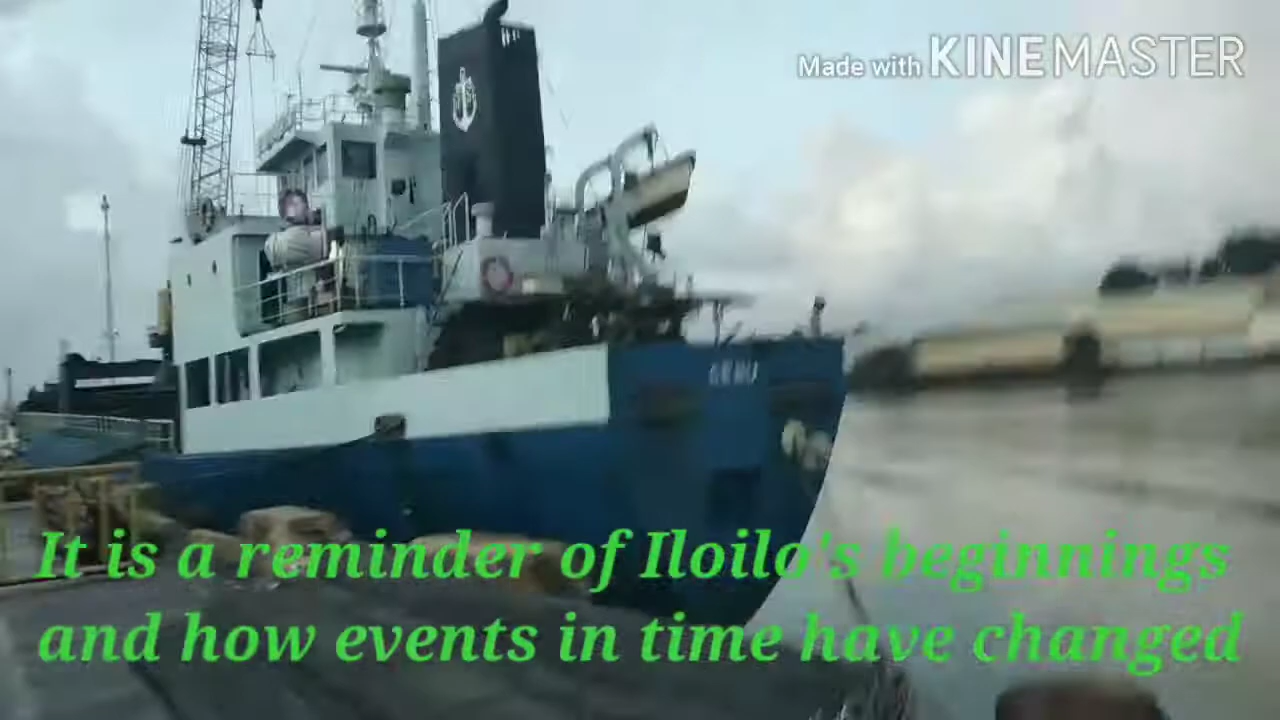 Made with KINEMASTER
It is a reminder of Iloilo's beginnings
and how events in time have changed